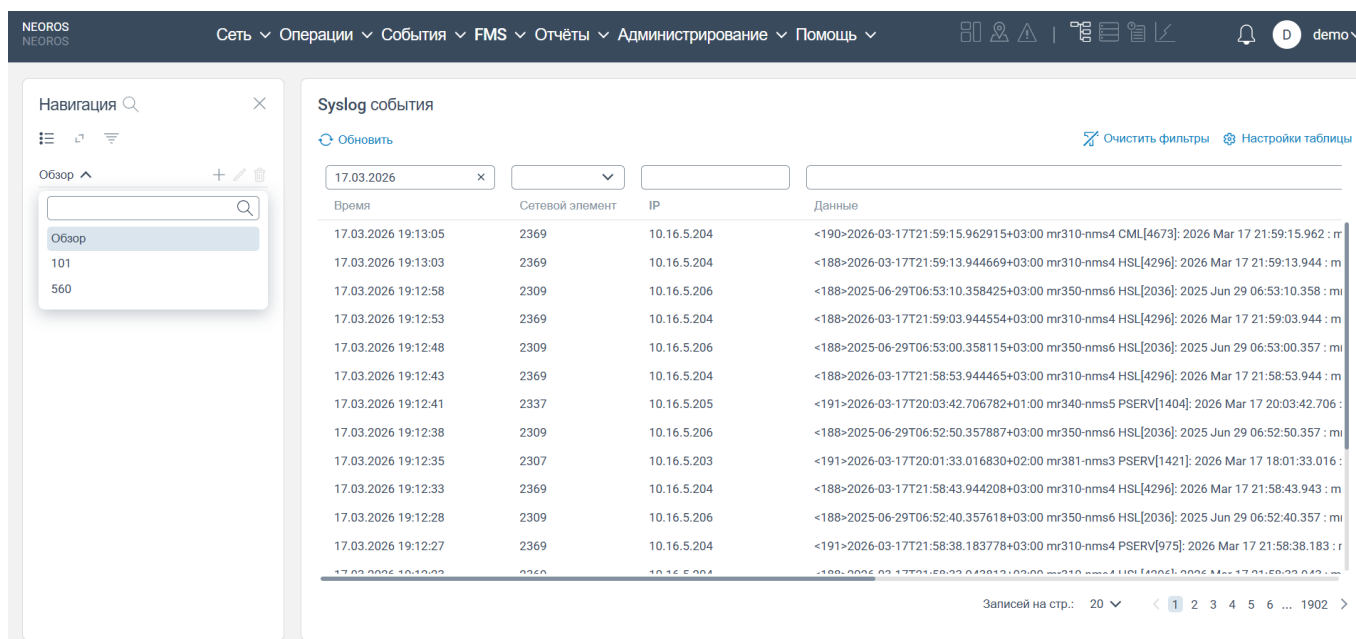 NEOROS
NEOROS
Сеть Операции События FMS Отчёты Администрирование Помощь
D demo
Навигация
Обзор
Обзор
101
560
Syslog события
Обновить
Очистить фильтры Настройки таблицы
17.03.2026
Время Сетевой элемент IP Данные
17.03.2026 19:13:05 2369 10.16.5.204 <190>2026-03-17T21:59:15.962915+03:00 mr310-nms4 CML[4673]: 2026 Mar 17 21:59:15.962 : m
17.03.2026 19:13:03 2369 10.16.5.204 <188>2026-03-17T21:59:13.944669+03:00 mr310-nms4 HSL[4296]: 2026 Mar 17 21:59:13.944 : m
17.03.2026 19:12:58 2309 10.16.5.206 <188>2025-06-29T06:53:10.358425+03:00 mr350-nms6 HSL[2036]: 2025 Jun 29 06:53:10.358 : m
17.03.2026 19:12:53 2369 10.16.5.204 <188>2026-03-17T21:59:03.944554+03:00 mr310-nms4 HSL[4296]: 2026 Mar 17 21:59:03.944 : m
17.03.2026 19:12:48 2309 10.16.5.206 <188>2025-06-29T06:53:00.358115+03:00 mr350-nms6 HSL[2036]: 2025 Jun 29 06:53:00.357 : m
17.03.2026 19:12:43 2369 10.16.5.204 <188>2026-03-17T21:58:53.944465+03:00 mr310-nms4 HSL[4296]: 2026 Mar 17 21:58:53.944 : m
17.03.2026 19:12:41 2337 10.16.5.205 <191>2026-03-17T20:03:42.706782+01:00 mr340-nms5 PSERV[1404]: 2026 Mar 17 20:03:42.706 :
17.03.2026 19:12:38 2309 10.16.5.206 <188>2025-06-29T06:52:50.357887+03:00 mr350-nms6 HSL[2036]: 2025 Jun 29 06:52:50.357 : m
17.03.2026 19:12:35 2307 10.16.5.203 <191>2026-03-17T20:01:33.016830+02:00 mr381-nms3 PSERV[1421]: 2026 Mar 17 18:01:33.016 :
17.03.2026 19:12:33 2369 10.16.5.204 <188>2026-03-17T21:58:43.944208+03:00 mr310-nms4 HSL[4296]: 2026 Mar 17 21:58:43.943 : m
17.03.2026 19:12:28 2309 10.16.5.206 <188>2025-06-29T06:52:40.357618+03:00 mr350-nms6 HSL[2036]: 2025 Jun 29 06:52:40.357 : m
17.03.2026 19:12:27 2369 10.16.5.204 <191>2026-03-17T21:58:38.183778+03:00 mr310-nms4 PSERV[975]: 2026 Mar 17 21:58:38.183 : r
Записей на стр.: 20 1 2 3 4 5 6 ... 1902